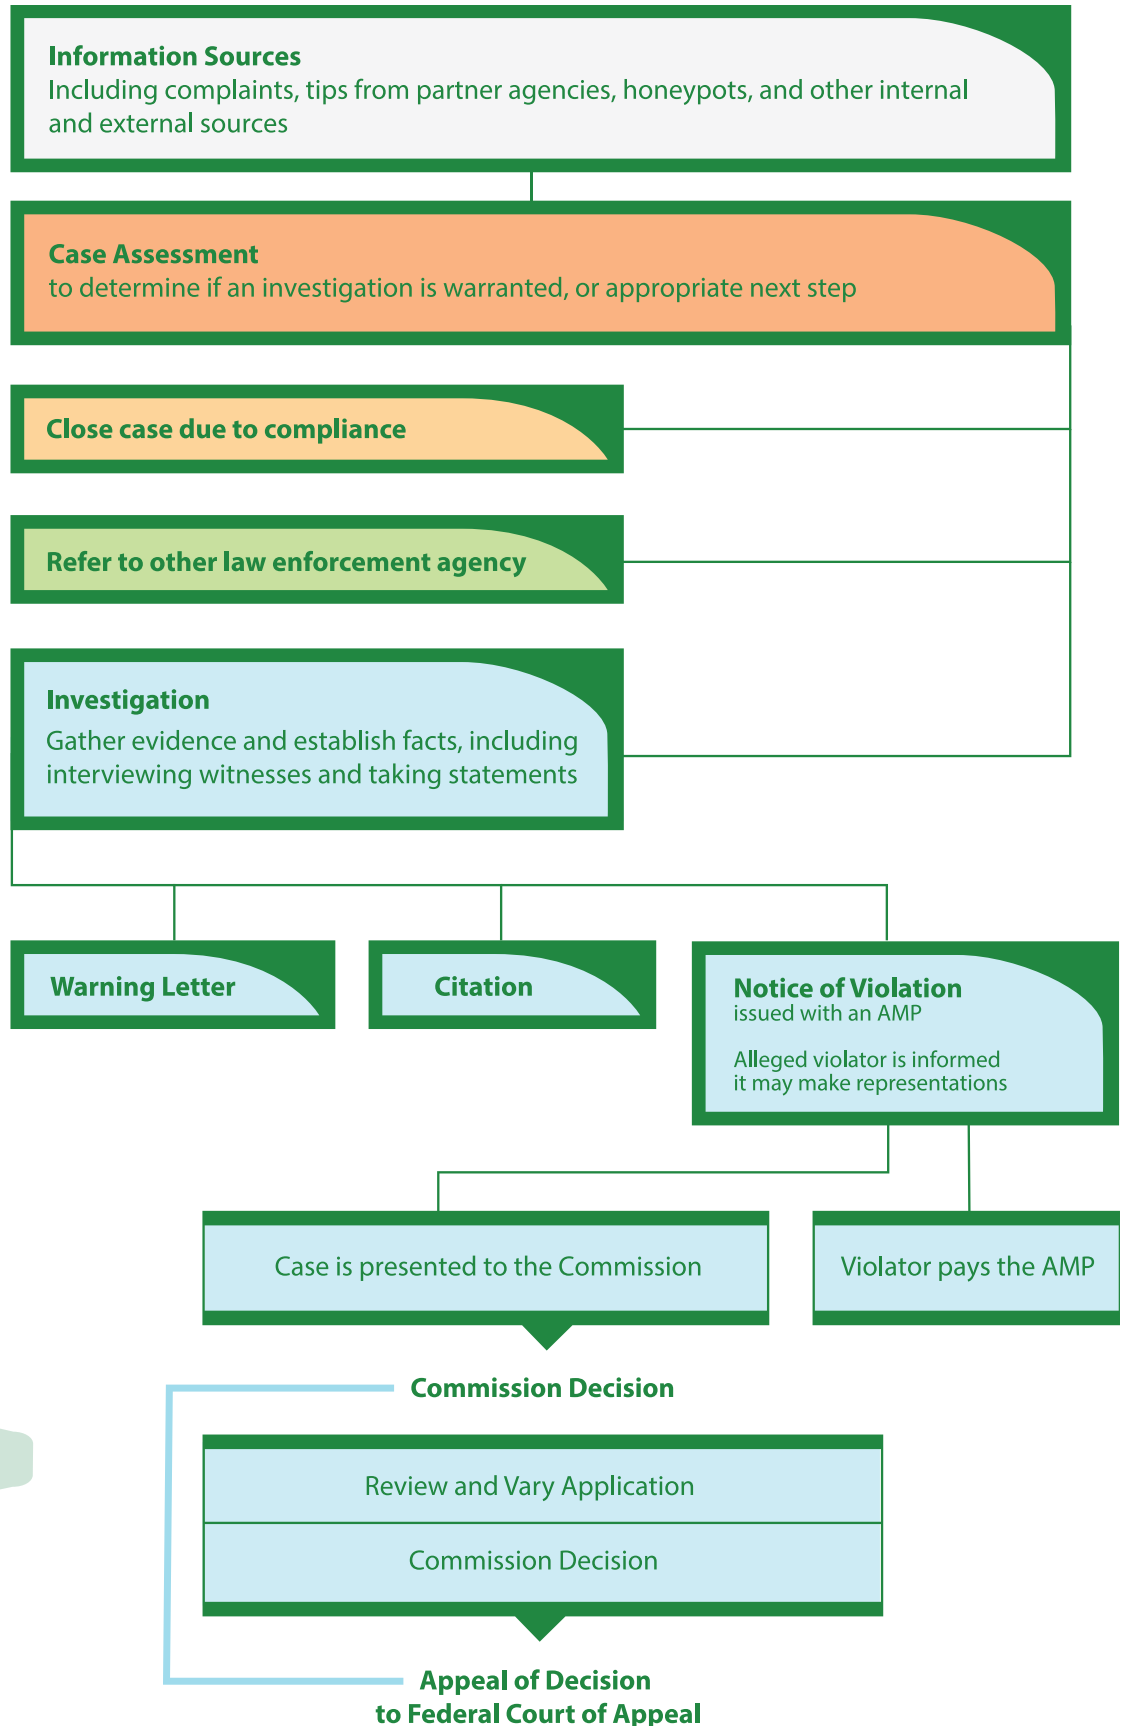 Information Sources
Including complaints, tips from partner agencies, honeypots, and other internal
and external sources
Case Assessment
to determine if an investigation is warranted, or appropriate next step
Close case due to compliance
Refer to other law enforcement agency
Investigation
Gather evidence and establish facts, including
interviewing witnesses and taking statements
Warning Letter
Citation
Notice of Violation
issued with an AMP
Alleged violator is informed
it may make representations
Case is presented to the Commission
Violator pays the AMP
Commission Decision
Review and Vary Application
Commission Decision
Appeal of Decision
to Federal Court of Appeal